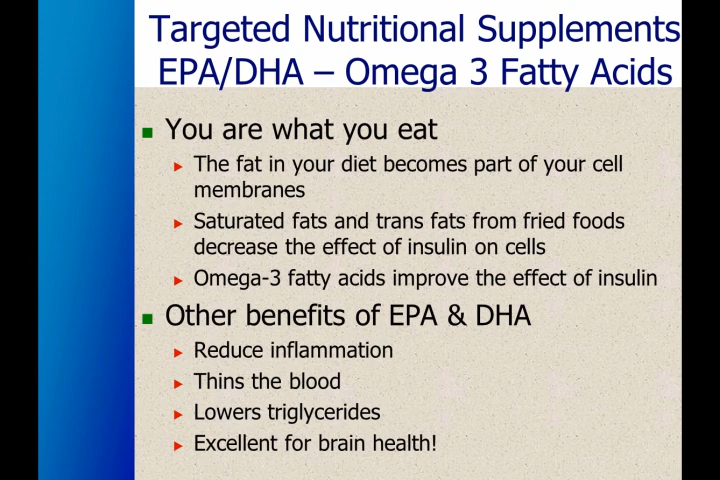 Targeted Nutritional Supplements
EPA/DHA – Omega 3 Fatty Acids
You are what you eat
The fat in your diet becomes part of your cell
membranes
Saturated fats and trans fats from fried foods
decrease the effect of insulin on cells
Omega-3 fatty acids improve the effect of insulin
Other benefits of EPA & DHA
Reduce inflammation
Thins the blood
Lowers triglycerides
Excellent for brain health!